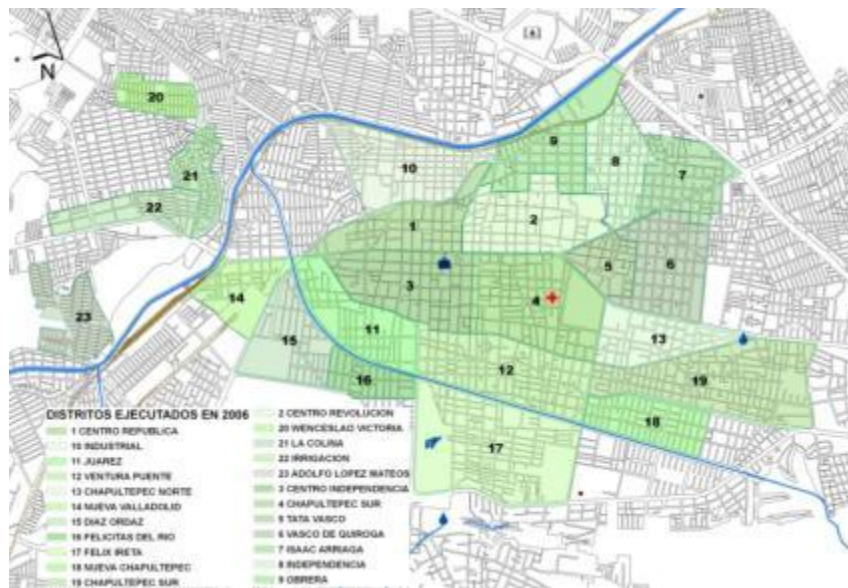 N
20
21
22
23
10
9
8
7
1
2
3
4
5
6
14
15
11
16
12
13
19
18
17
DISTRITOS EJECUTADOS EN 2006
1 CENTRO REPUBLICA
10 INDUSTRIAL
11 JUAREZ
12 VENTURA PUENTE
13 CHAPULTEPEC NORTE
14 NUEVA VALLADOLID
15 DIAZ ORDAZ
16 FELICITAS DEL RIO
17 FELIX IRETA
18 NUEVA CHAPULTEPEC
19 CHAPULTEPEC SUR
2 CENTRO REVOLUCION
20 WENCESLAO VICTORIA
21 LA COLINA
22 IRRIGACION
23 ADOLFO LOPEZ MATEOS
3 CENTRO INDEPENDENCIA
4 CHAPULTEPEC SUR
5 TATA VASCO
6 VASCO DE QUIROGA
7 ISAAC ARRIAGA
8 INDEPENDENCIA
9 OBRERA